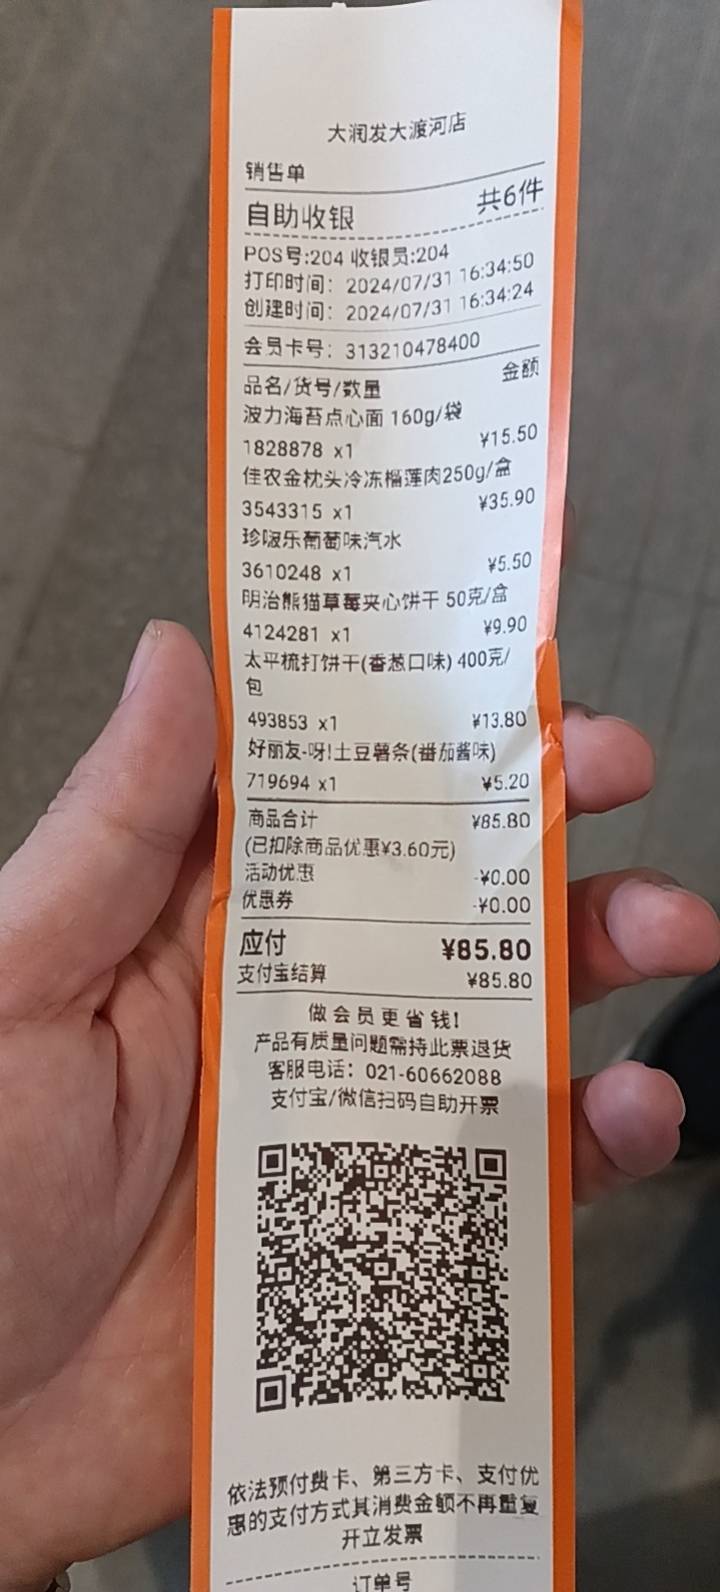 大润发大渡河店
销售单
自助收银 共6件
POS号:204 收银员:204
打印时间：2024/07/31 16:34:50
创建时间：2024/07/31 16:34:24
会员卡号：313210478400
品名/货号/数量 金额
波力海苔点心面 160g/袋
1828878 x1 ¥15.50
佳农金枕头冷冻榴莲肉250g/盒
3543315 x1 ¥35.90
珍啵乐葡萄味汽水
3610248 x1 ¥5.50
明治熊猫草莓夹心饼干 50克/盒
4124281 x1 ¥9.90
太平梳打饼干(香葱口味) 400克/
包
493853 x1 ¥13.80
好丽友-呀!土豆薯条(番茄酱味)
719694 x1 ¥5.20
商品合计 ¥85.80
(已扣除商品优惠¥3.60元)
活动优惠 -¥0.00
优惠券 -¥0.00
应付 ¥85.80
支付宝结算 ¥85.80
做会员更省钱!
产品有质量问题需持此票退货
客服电话：021-60662088
支付宝/微信扫码自助开票
依法预付费卡、第三方卡、支付优
惠的支付方式其消费金额不再重复
开立发票
订单号